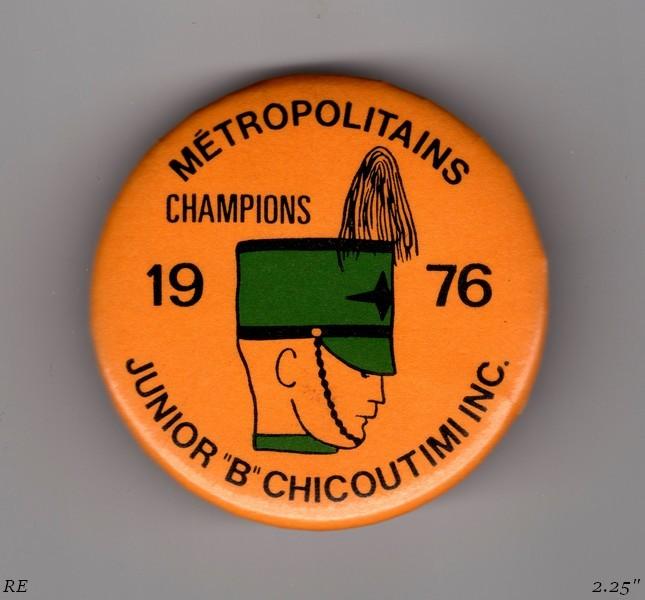 MÉTROPOLITAINS
CHAMPIONS
19 76
JUNIOR "B" CHICOUTIMI INC.
RE 2.25"